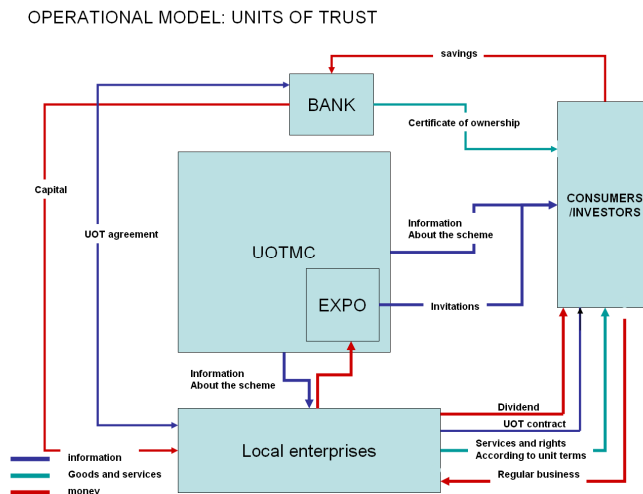 OPERATIONAL MODEL: UNITS OF TRUST
savings
BANK
Certificate of ownership
Capital
UOT agreement
CONSUMERS
/INVESTORS
Information
About the scheme
UOTMC
EXPO
Invitations
Information
About the scheme
Dividend
UOT contract
Local enterprises
Services and rights
According to unit terms
Regular business
information
Goods and services
money